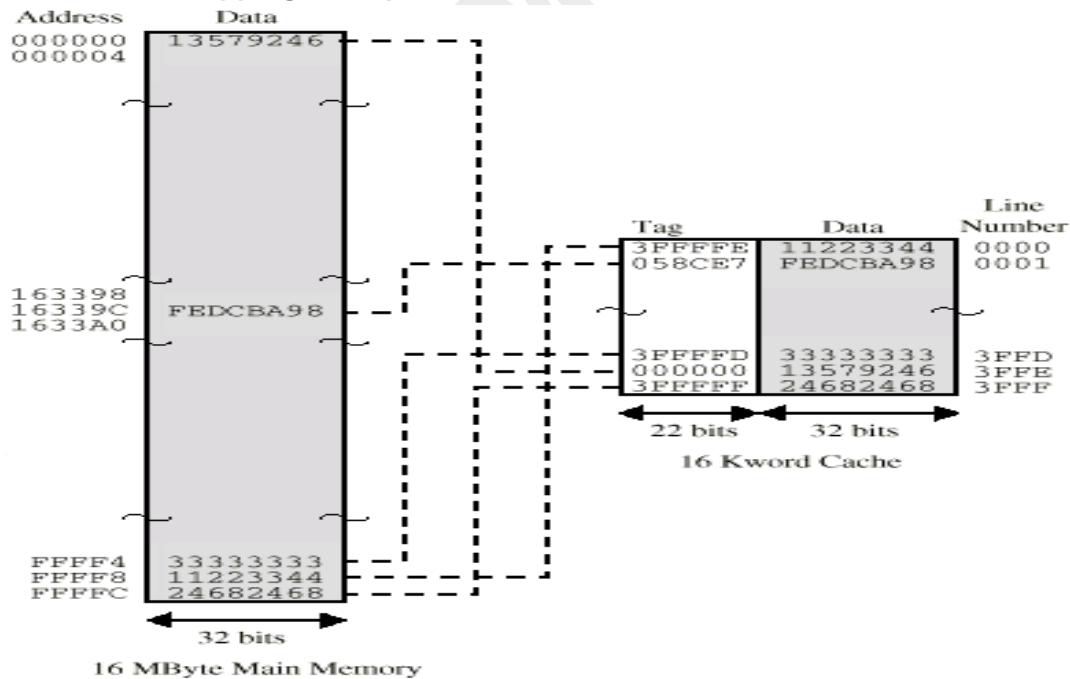 Address Data
000000 13579246
000004
163398
16339C FEDCBA98
1633A0
FFFF4 33333333
FFFF8 11223344
FFFFC 24682468
32 bits
16 MByte Main Memory
Tag Data Line Number
3FFFFE 11223344 0000
058CE7 FEDCBA98 0001
3FFFFD 33333333 3FFD
000000 13579246 3FFE
3FFFFF 24682468 3FFF
22 bits 32 bits
16 Kword Cache